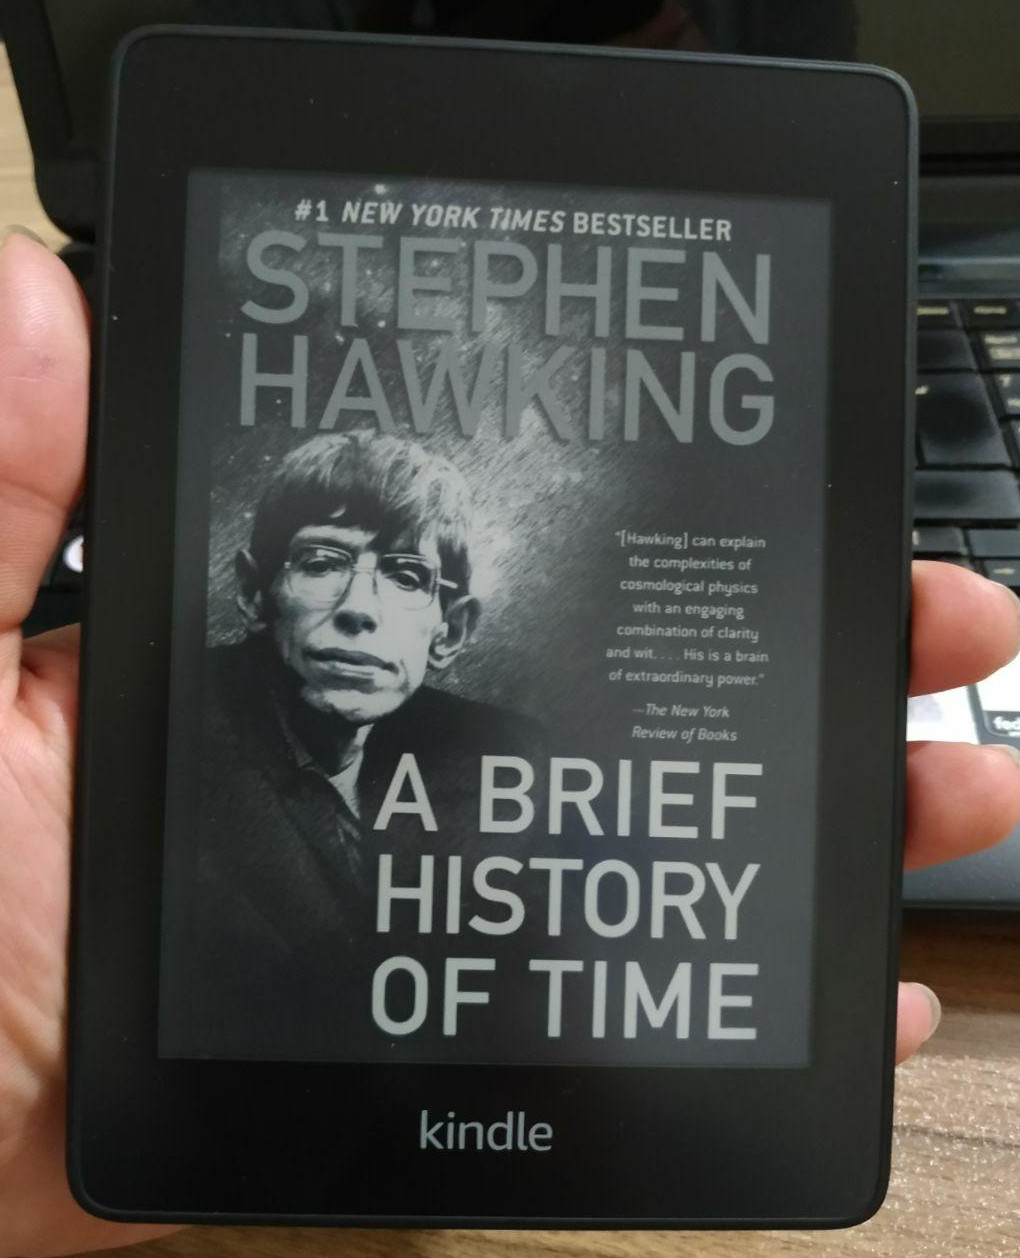 #1 NEW YORK TIMES BESTSELLER
STEPHEN
HAWKING
"[Hawking] can explain
the complexities of
cosmological physics
with an engaging
combination of clarity
and wit. . . . His is a brain
of extraordinary power."
—The New York
Review of Books
A BRIEF
HISTORY
OF TIME
kindle